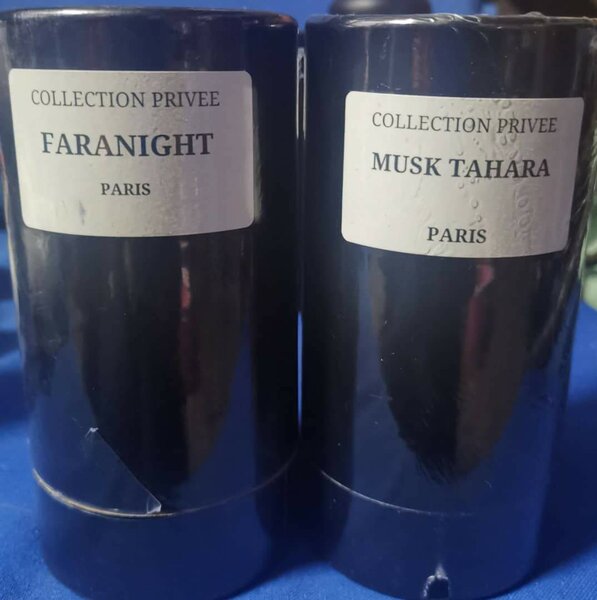 COLLECTION PRIVEE
FARANIGHT
PARIS
COLLECTION PRIVEE
MUSK TAHARA
PARIS